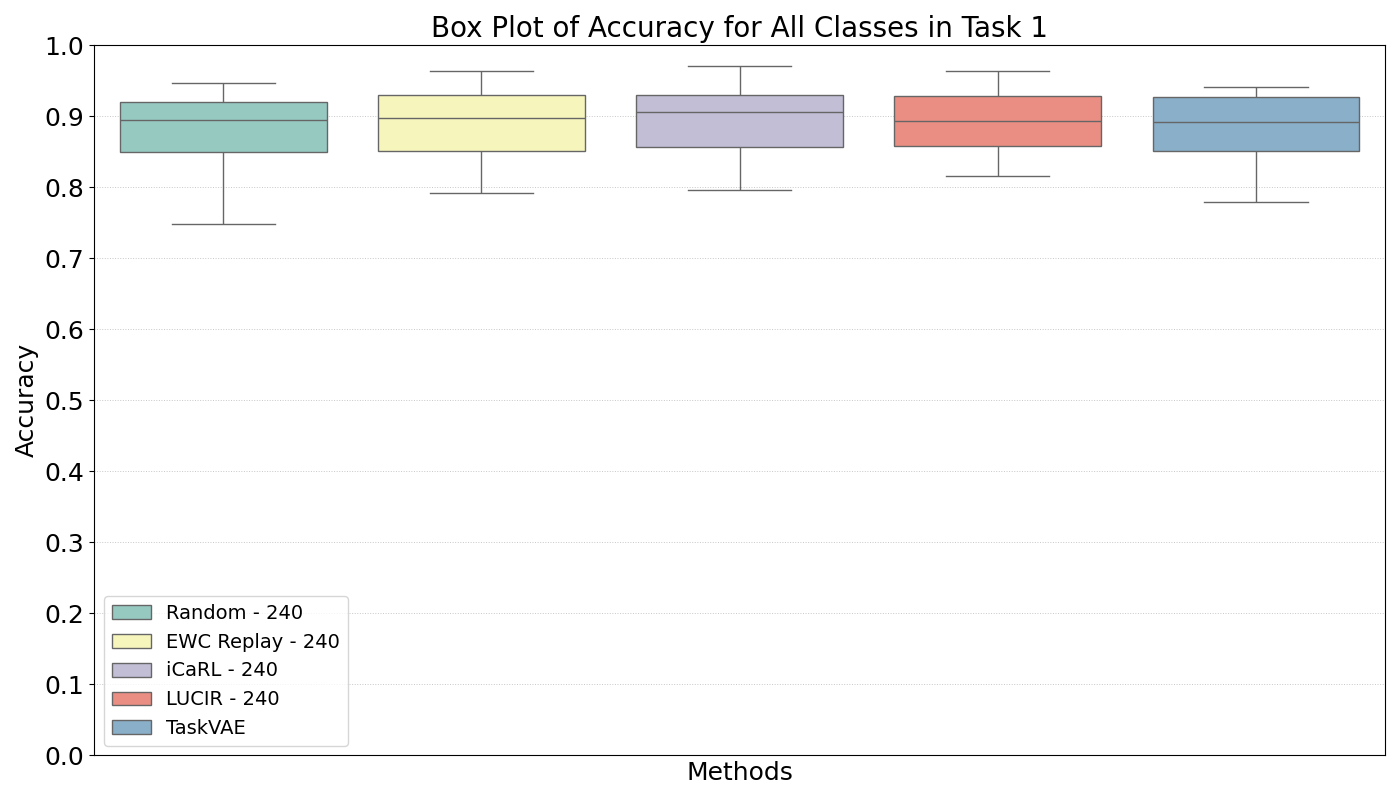 Box Plot of Accuracy for All Classes in Task 1
1.0
0.9
0.8
0.7
0.6
0.5
0.4
0.3
0.2
0.1
0.0
Accuracy
Random - 240
EWC Replay - 240
iCaRL - 240
LUCIR - 240
TaskVAE
Methods